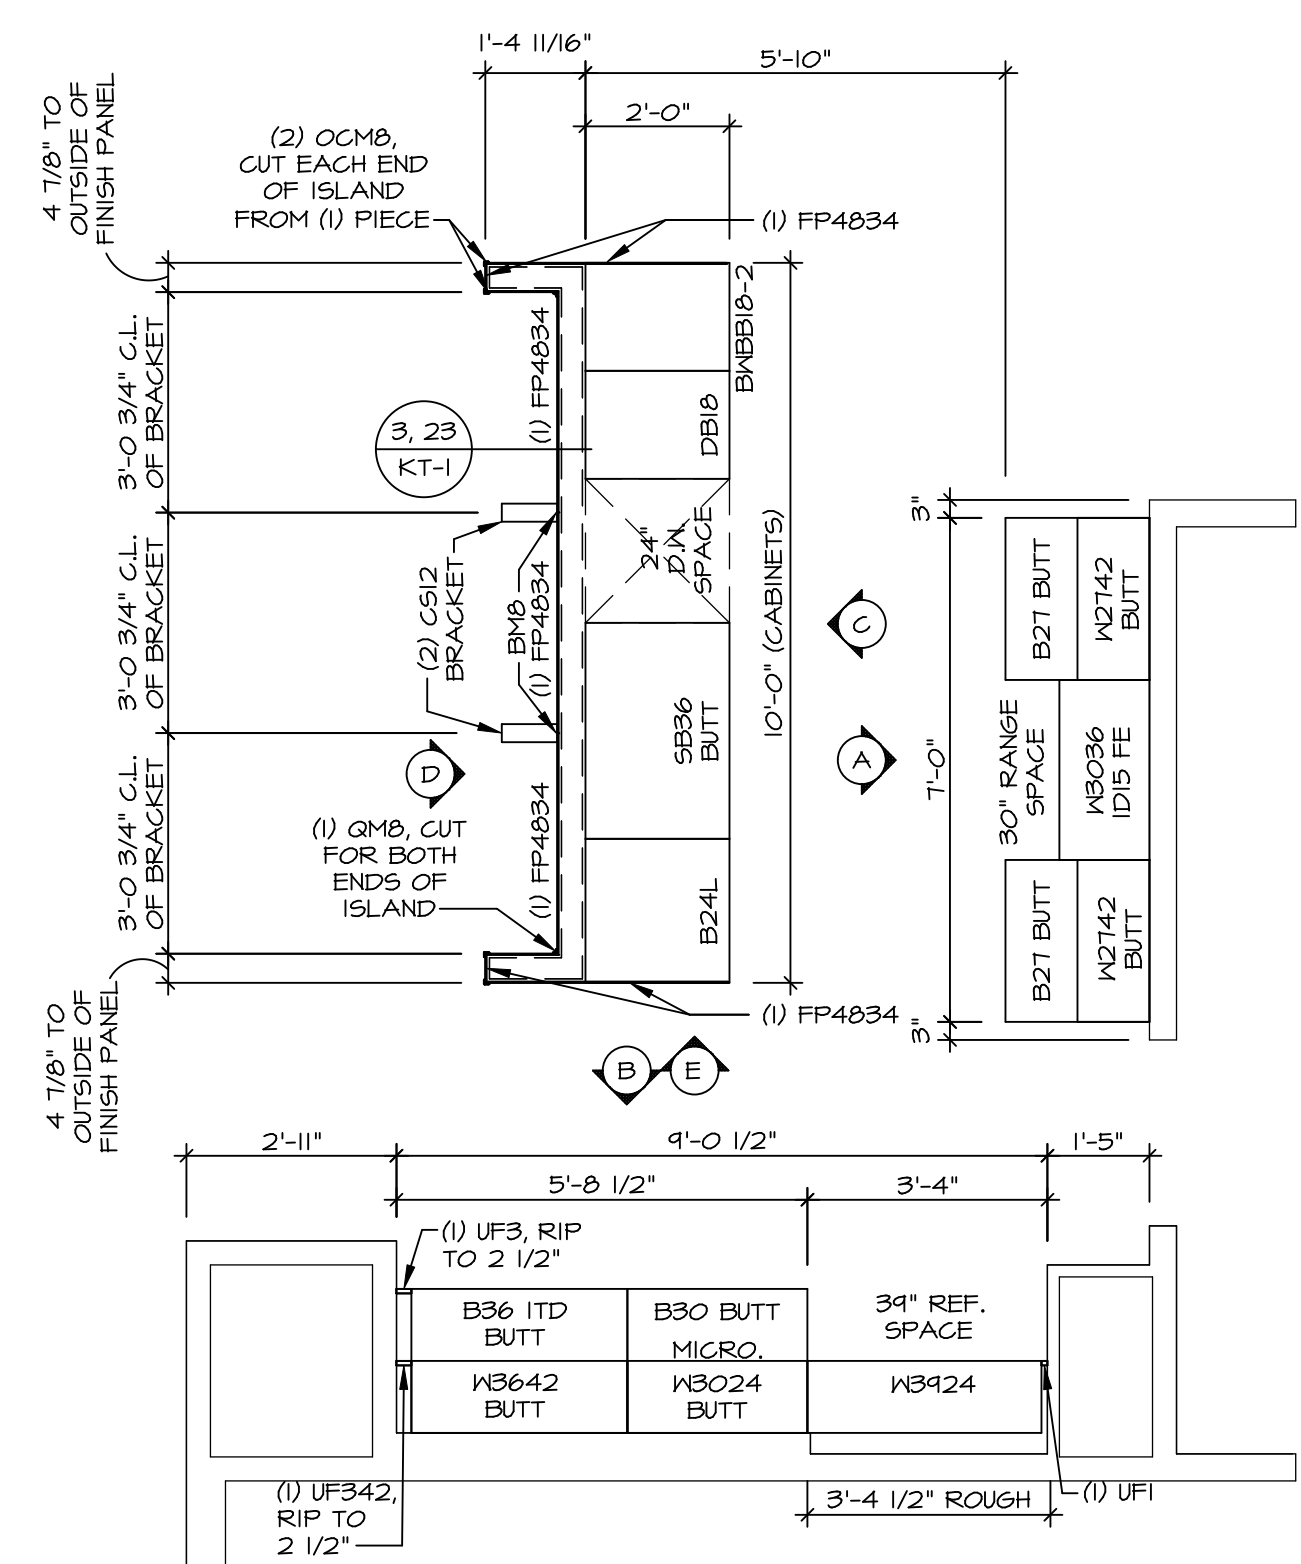 1'-4 11/16"
5'-10"
2'-0"
4 7/8" TO
OUTSIDE OF
FINISH PANEL
(2) OCM8,
CUT EACH END
OF ISLAND
FROM (1) PIECE
(1) FP4834
BWBB18-2
3'-0 3/4" C.L.
OF BRACKET
(1) FP4834
DB18
3, 23
KT-1
24"
D.W.
SPACE
10'-0" (CABINETS)
3'-0 3/4" C.L.
OF BRACKET
(2) CS12
BRACKET
BM8
(1) FP4834
SB36
BUTT
3'-0 3/4" C.L.
OF BRACKET
D
(1) QM8, CUT
FOR BOTH
ENDS OF
ISLAND
(1) FP4834
B24L
(1) FP4834
4 7/8" TO
OUTSIDE OF
FINISH PANEL
C
A
3"
B27 BUTT
W2742
BUTT
7'-0"
30" RANGE
SPACE
W3036
1D15 FE
B27 BUTT
W2742
BUTT
3"
B
E
2'-11"
9'-0 1/2"
1'-5"
5'-8 1/2"
3'-4"
(1) UF3, RIP
TO 2 1/2"
B36 1TD
BUTT
B30 BUTT
MICRO.
39" REF.
SPACE
W3642
BUTT
W3024
BUTT
W3924
(1) UF342,
RIP TO
2 1/2"
3'-4 1/2" ROUGH
(1) UF1